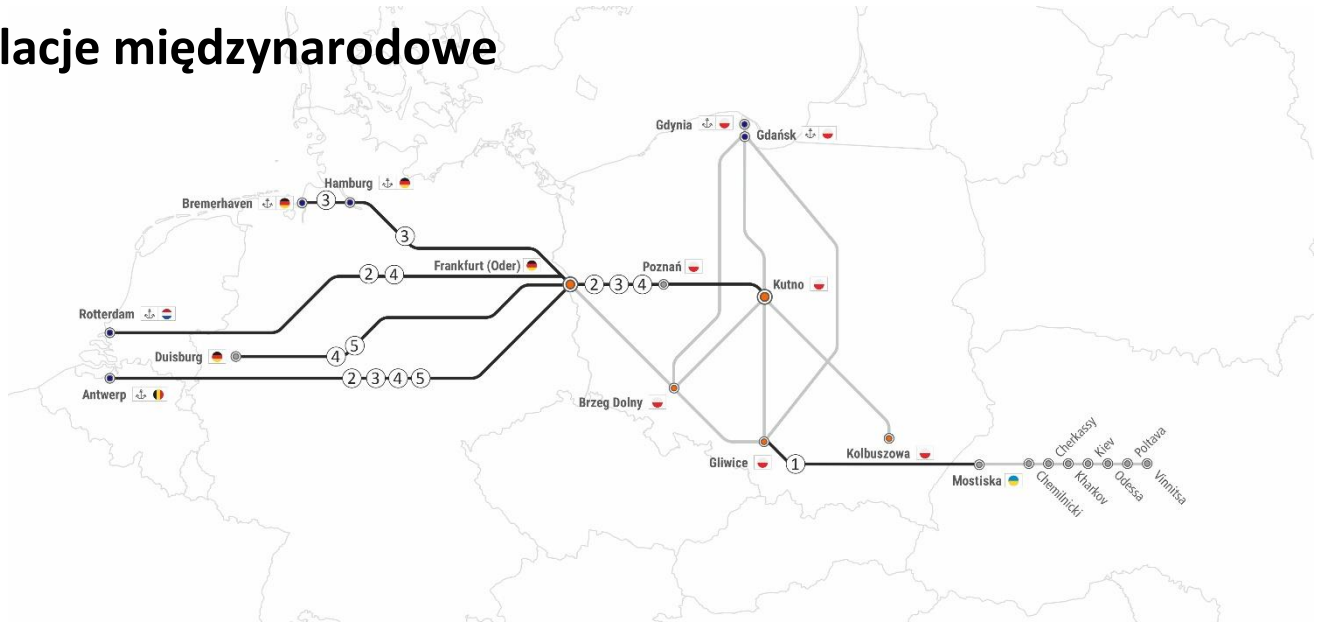 lacje międzynarodowe
Gdynia
Gdańsk
Hamburg
Bremerhaven
3
3
Frankfurt (Oder)
Poznań
2 4
2 3 4
Kutno
Rotterdam
Duisburg
4 5
2 3 4 5
Antwerp
Brzeg Dolny
Gliwice
1
Kolbuszowa
Mostiska
Chemilnicki
Cherkassy
Kharkov
Kiev
Odessa
Poltava
Vinnitsa